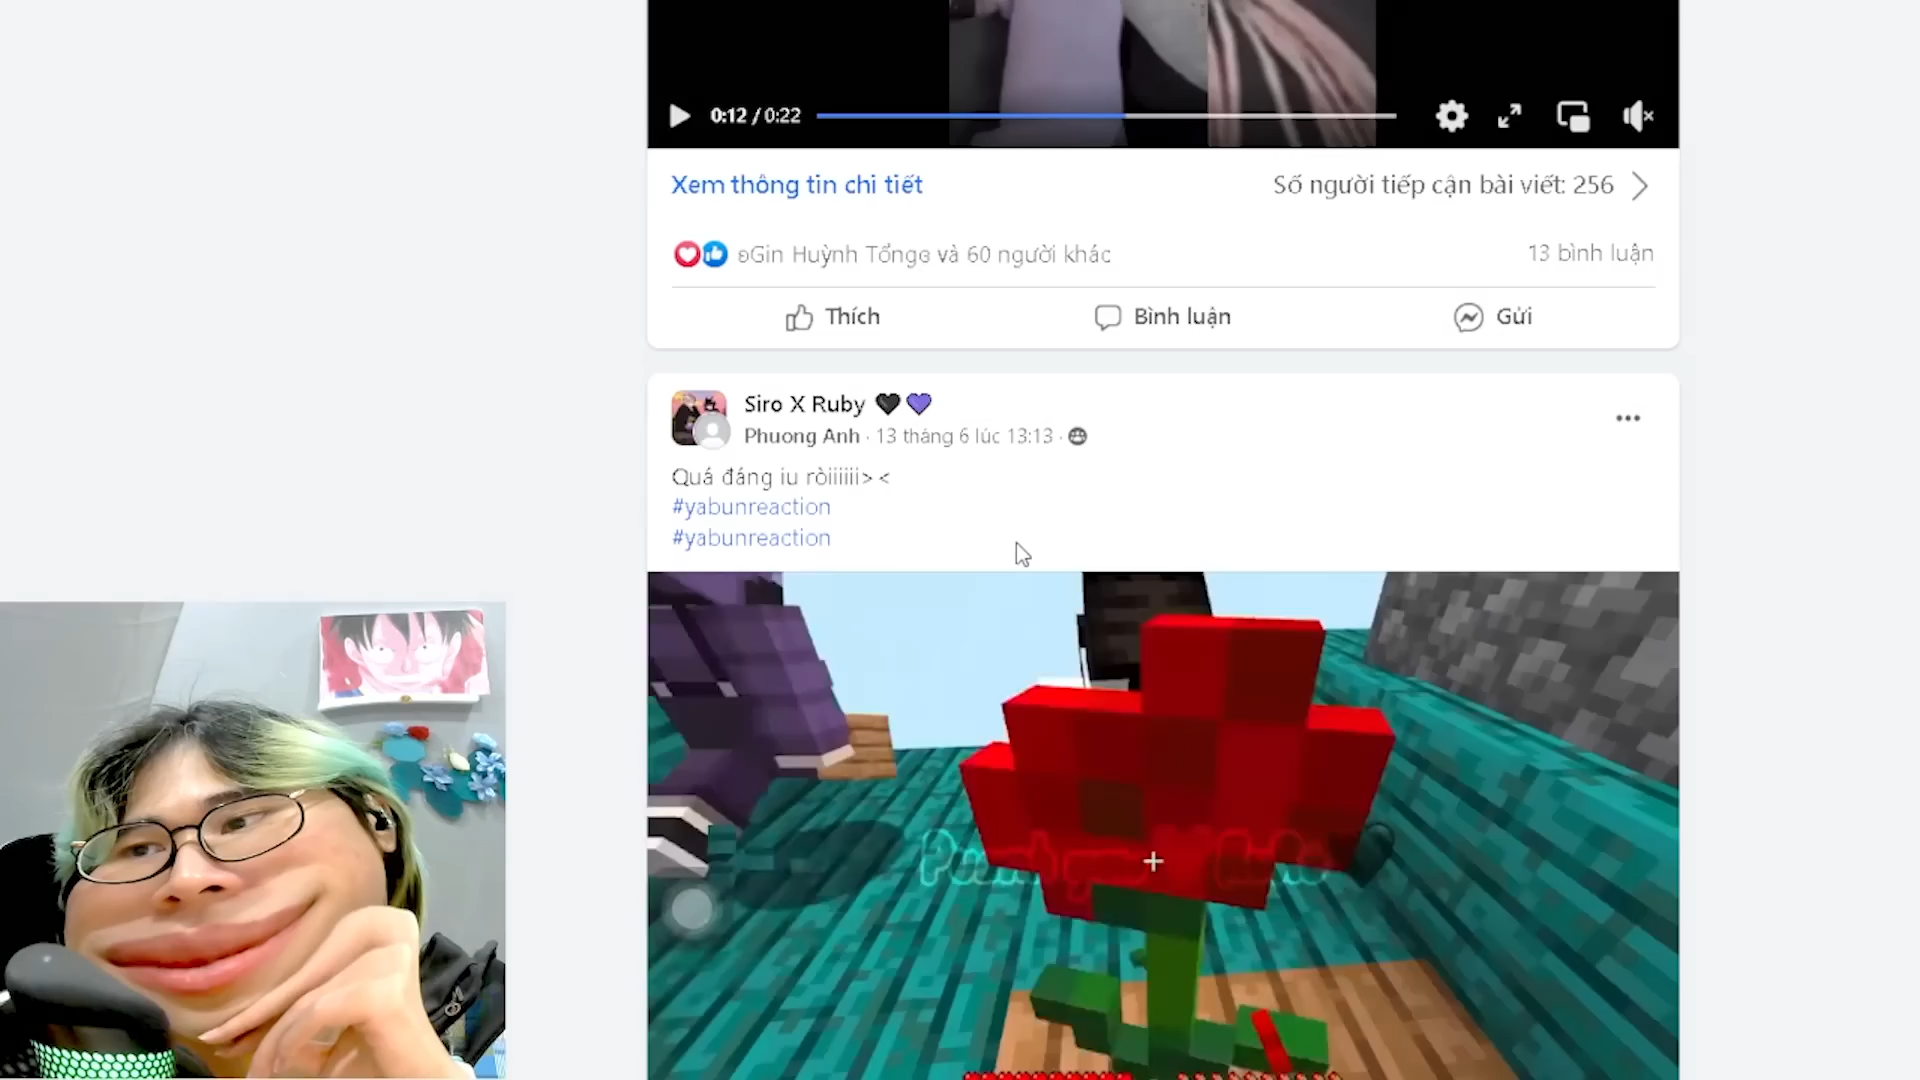 0:12 / 0:22
Xem thông tin chi tiết
Số người tiếp cận bài viết: 256
ʚGin Huỳnh Tổngɞ và 60 người khác
13 bình luận
Thích
Bình luận
Gửi
Siro X Ruby 🖤💜
Phuong Anh · 13 tháng 6 lúc 13:13 ·
Quá đáng iu ròiiiiii> <
#yabunreaction
#yabunreaction